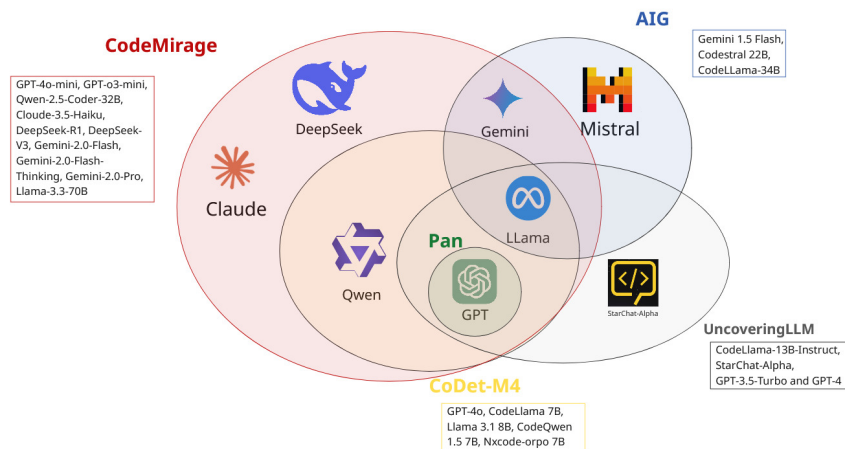 AIG
CodeMirage
Gemini 1.5 Flash,
Codestral 22B,
CodeLLama-34B
GPT-4o-mini, GPT-o3-mini,
Qwen-2.5-Coder-32B,
Cloude-3.5-Haiku,
DeepSeek-R1, DeepSeek-
V3, Gemini-2.0-Flash,
Gemini-2.0-Flash-
Thinking, Gemini-2.0-Pro,
Llama-3.3-70B
DeepSeek
Gemini
Mistral
Claude
LLama
Pan
Qwen
GPT
</>
StarChat-Alpha
UncoveringLLM
CodeLlama-13B-Instruct,
StarChat-Alpha,
GPT-3.5-Turbo and GPT-4
CoDet-M4
GPT-4o, CodeLlama 7B,
Llama 3.1 8B, CodeQwen
1.5 7B, Nxcode-orpo 7B